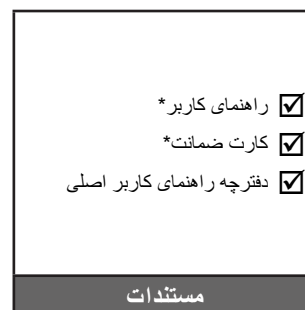 راهنمای کاربر*
کارت ضمانت*
دفترچه راهنمای کاربر اصلی
مستندات